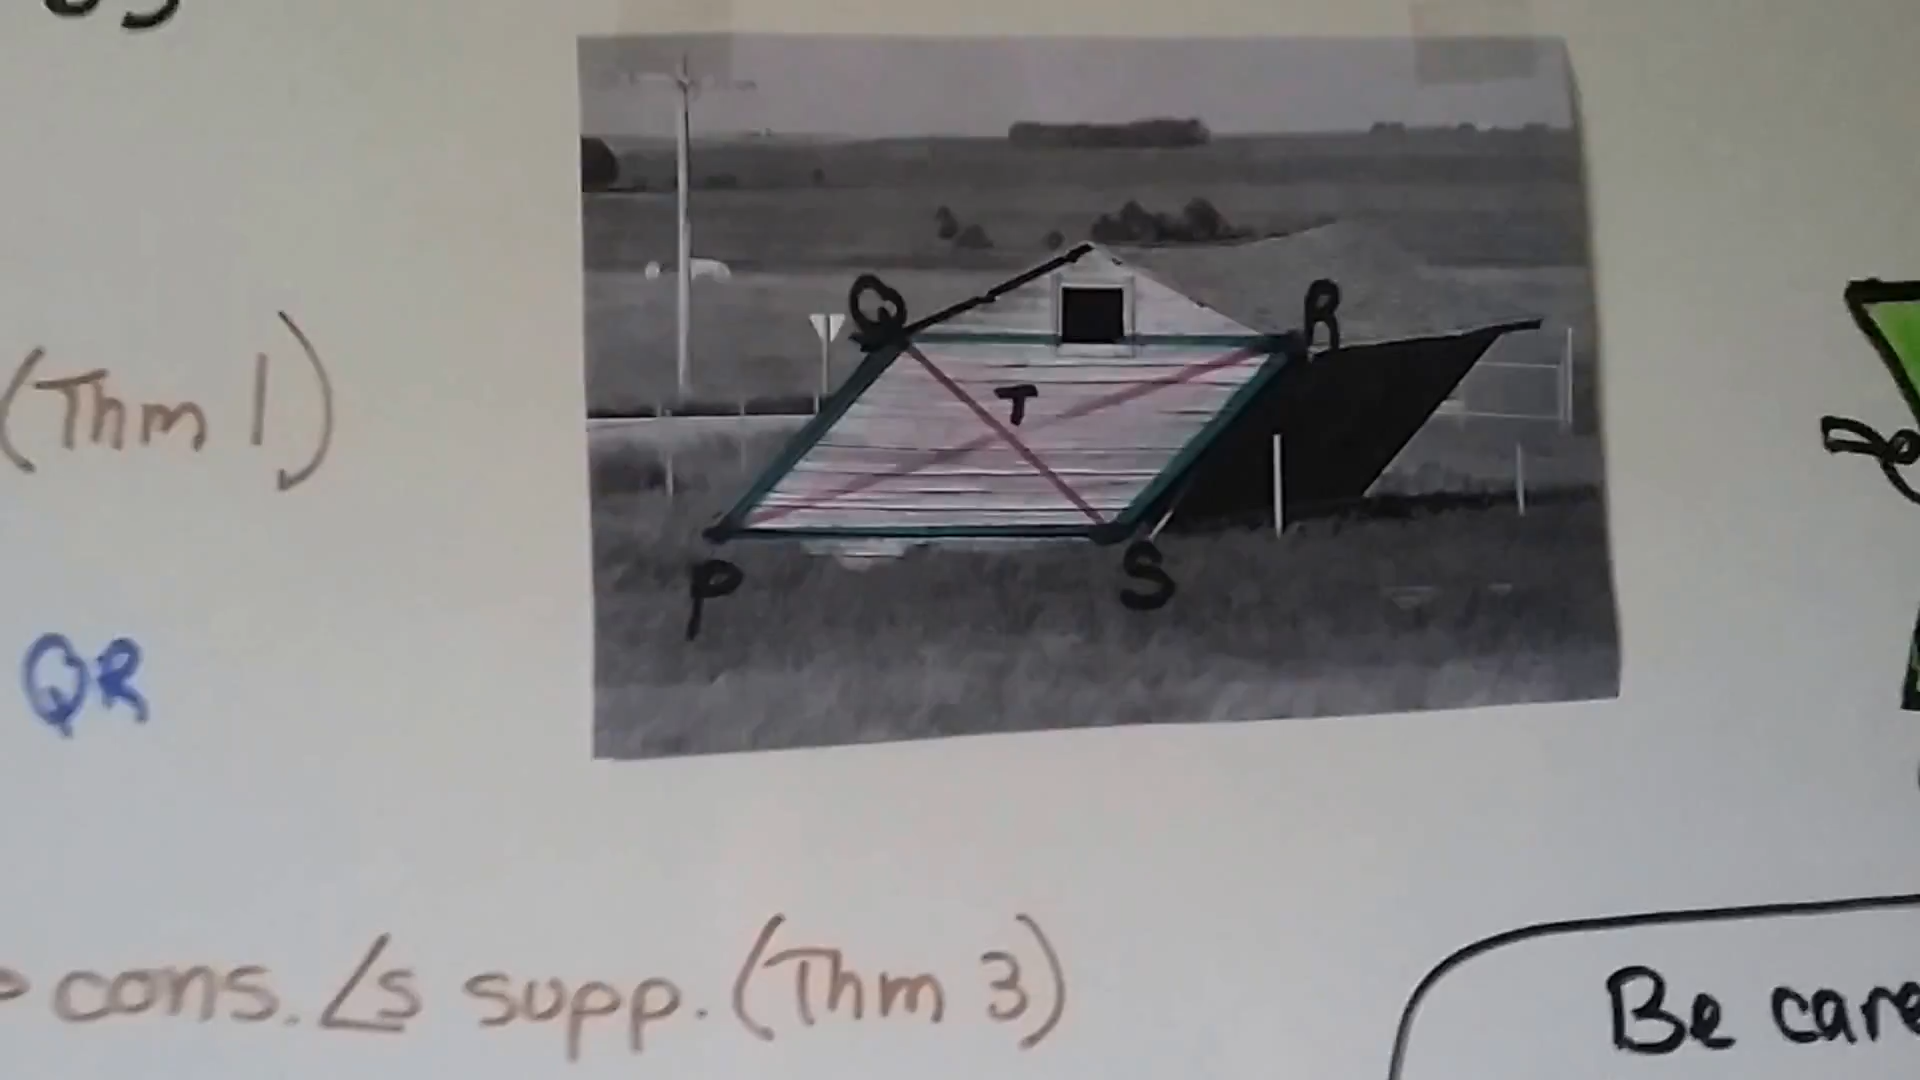 Q
R
(Thm 1)
T
P
S
QR
cons. ∠s supp. (Thm 3)
Be care